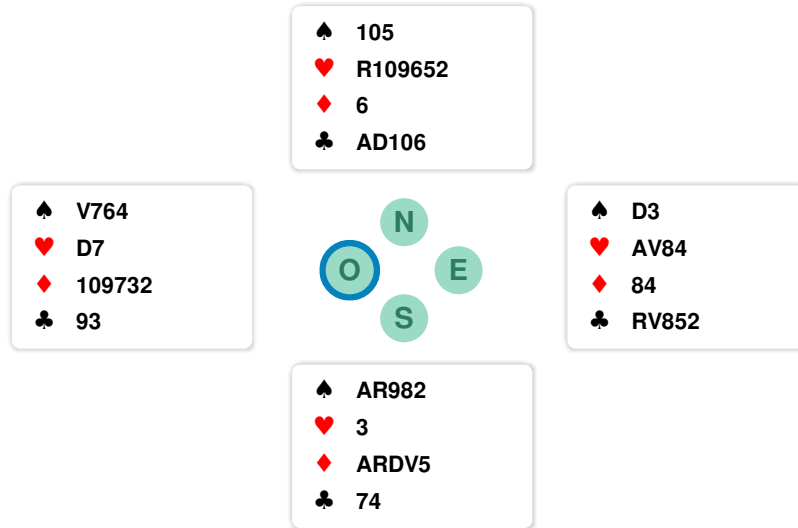 ♠ 105
♥ R109652
♦ 6
♣ AD106
♠ V764
♥ D7
♦ 109732
♣ 93
N
O E
S
♠ D3
♥ AV84
♦ 84
♣ RV852
♠ AR982
♥ 3
♦ ARDV5
♣ 74